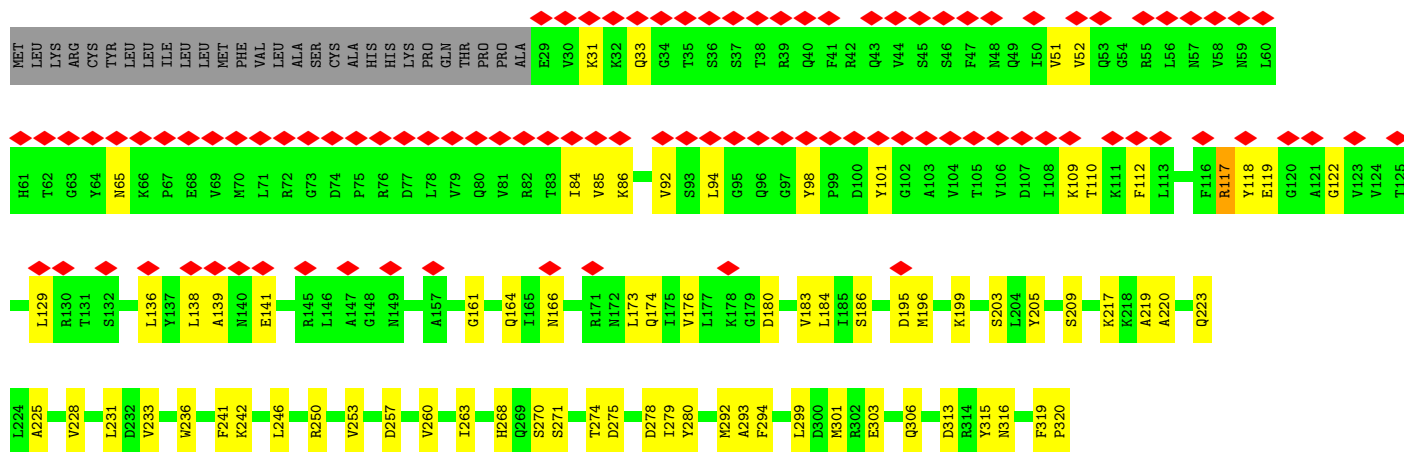 MET LEU LYS ARG CYS TYR LEU LEU ILE LEU LEU MET PHE VAL LEU ALA SER CYS ALA HIS HIS LYS PRO GLN THR PRO PRO ALA E29 V30 K31 K32 Q33 G34 T35 S36 S37 T38 R39 Q40 F41 R42 Q43 V44 S45 S46 F47 N48 Q49 I50 V51 V52 Q53 G54 R55 L56 N57 V58 N59 L60
H61 T62 G63 Y64 N65 K66 P67 E68 V69 M70 L71 R72 G73 D74 P75 R76 D77 L78 V79 Q80 V81 R82 T83 I84 V85 K86 V92 S93 L94 G95 Q96 G97 Y98 P99 D100 Y101 G102 A103 V104 T105 V106 D107 I108 K109 T110 K111 F112 L113 F116 R117 Y118 E119 G120 A121 G122 V123 V124 T125
L129 R130 T131 S132 L136 Y137 L138 A139 N140 E141 R145 L146 A147 G148 N149 A157 G161 Q164 I165 N166 R171 N172 L173 Q174 I175 V176 L177 K178 G179 D180 V183 L184 I185 S186 D195 M196 K199 S203 L204 Y205 S209 K217 K218 A219 A220 Q223
L224 A225 V228 L231 D232 V233 W236 F241 K242 L246 R250 V253 D257 V260 I263 H268 Q269 S270 S271 T274 D275 D278 I279 Y280 M292 A293 F294 L299 D300 M301 R302 E303 Q306 D313 R314 Y315 N316 F319 P320